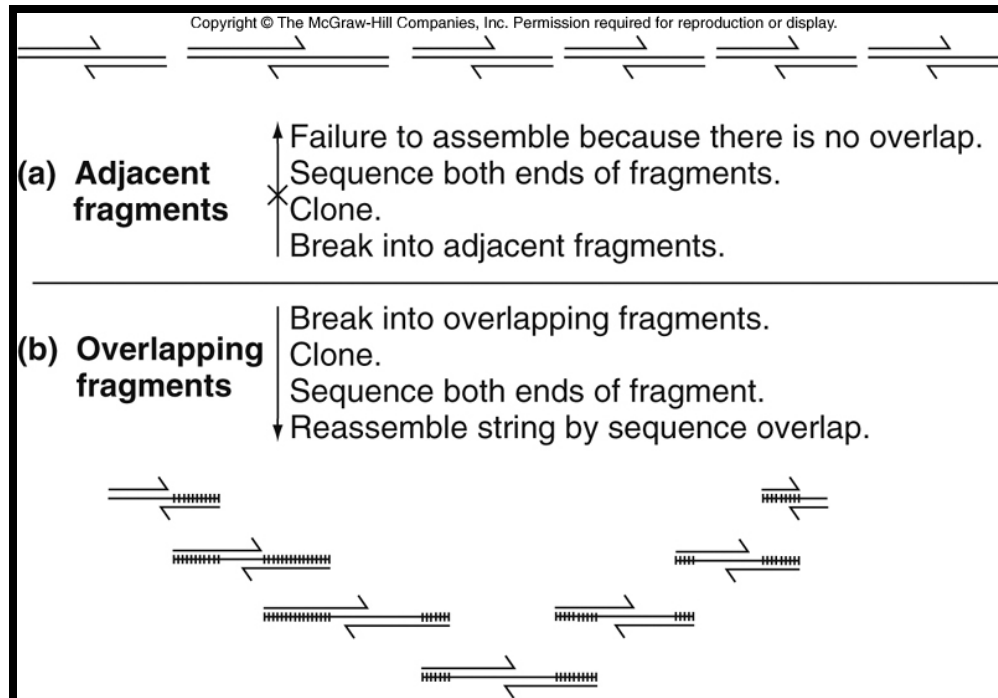 Copyright © The McGraw-Hill Companies, Inc. Permission required for reproduction or display.
(a) Adjacent
fragments
Failure to assemble because there is no overlap.
Sequence both ends of fragments.
Clone.
Break into adjacent fragments.
(b) Overlapping
fragments
Break into overlapping fragments.
Clone.
Sequence both ends of fragment.
Reassemble string by sequence overlap.